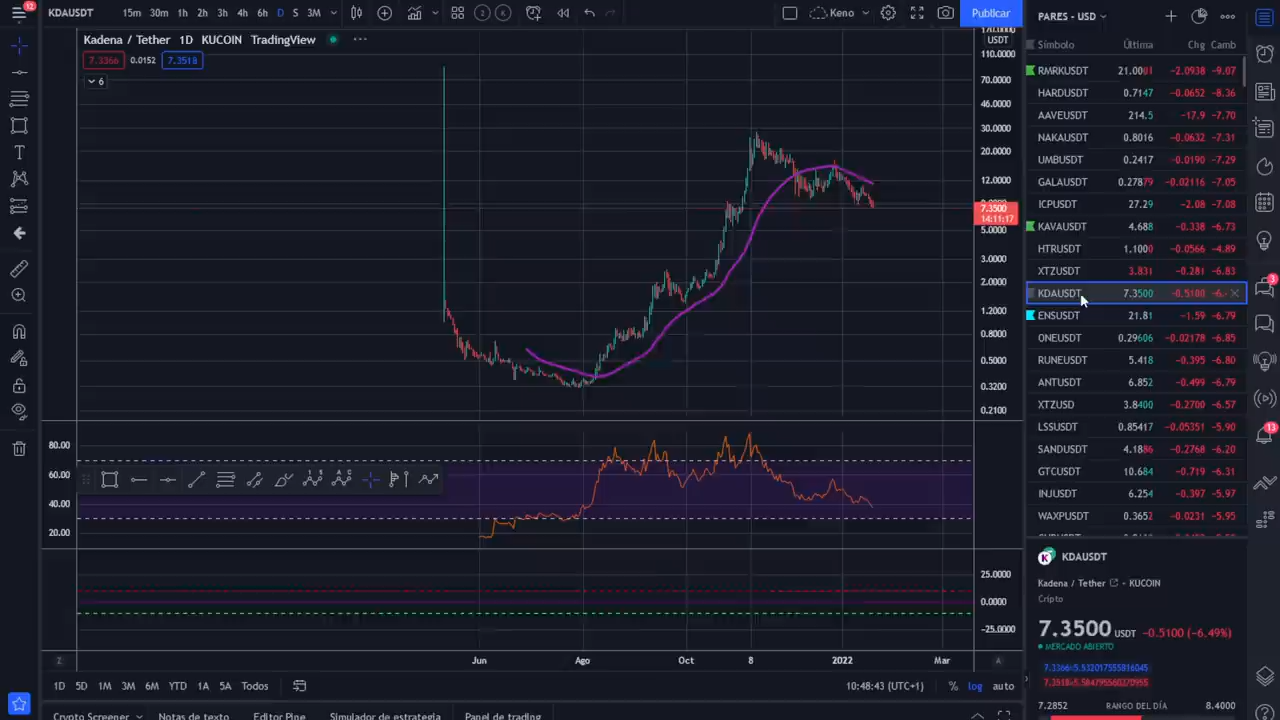 12
KDAUSDT 15m 30m 1h 2h 3h 4h 6h D S 3M 2 K Keno Publicar
Kadena / Tether 1D KUCOIN TradingView
7.3366 0.0152 7.3518
6
USDT
110.0000
70.0000
46.0000
30.0000
20.0000
12.0000
7.3500
14:11:17
5.0000
3.0000
2.0000
1.2000
0.8000
0.5000
0.3200
0.2100
80.00
60.00
40.00
20.00
25.0000
0.0000
-25.0000
Z Jun Ago Oct 8 2022 Mar A
1D 5D 1M 3M 6M YTD 1A 5A Todos 10:48:43 (UTC+1) % log auto
Crypto Screener Notas de texto Editor Pine Simulador de estrategia Panel de trading
PARES - USD
Símbolo Última Chg Camb
RMRKUSDT 21.0001 -2.0938 -9.07
HARDUSDT 0.7147 -0.0652 -8.36
AAVEUSDT 214.5 -17.9 -7.70
NAKAUSDT 0.8016 -0.0632 -7.31
UMBUSDT 0.2417 -0.0190 -7.29
GALAUSDT 0.27879 -0.02116 -7.05
ICPUSDT 27.29 -2.08 -7.08
KAVAUSDT 4.688 -0.338 -6.73
HTRUSDT 1.1000 -0.0566 -4.89
XTZUSDT 3.831 -0.281 -6.83
KDAUSDT 7.3500 -0.5100
ENSUSDT 21.81 -1.59 -6.79
ONEUSDT 0.29606 -0.02178 -6.85
RUNEUSDT 5.418 -0.395 -6.80
ANTUSDT 6.852 -0.499 -6.79
XTZUSD 3.8400 -0.2700 -6.57
LSSUSDT 0.85417 -0.05351 -5.90
SANDUSDT 4.1886 -0.2768 -6.20
GTCUSDT 10.684 -0.719 -6.31
INJUSDT 6.254 -0.397 -5.97
WAXPUSDT 0.3652 -0.0231 -5.95
KDAUSDT
Kadena / Tether - KUCOIN
Cripto
7.3500 USDT -0.5100 (-6.49%)
MERCADO ABIERTO
7.2852 RANGO DEL DÍA 8.4000
3
13